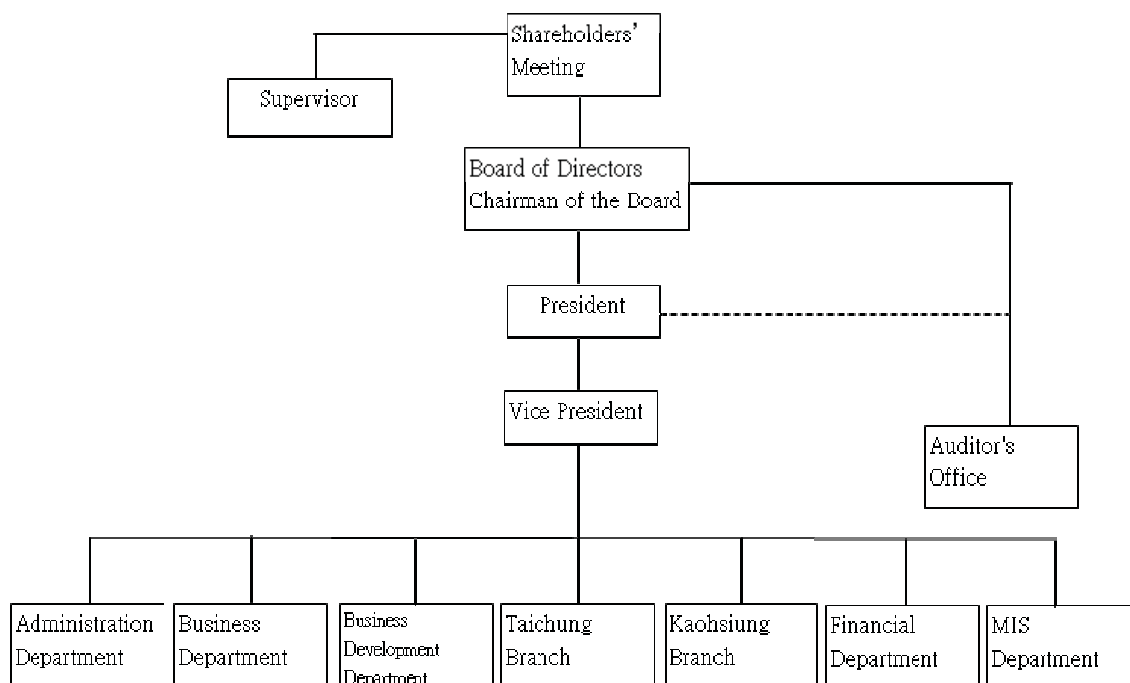 Shareholders’
Meeting
Supervisor
Board of Directors
Chairman of the Board
President
Vice President
Auditor's
Office
Administration
Department
Business
Department
Business
Development
Department
Taichung
Branch
Kaohsiung
Branch
Financial
Department
MIS
Department